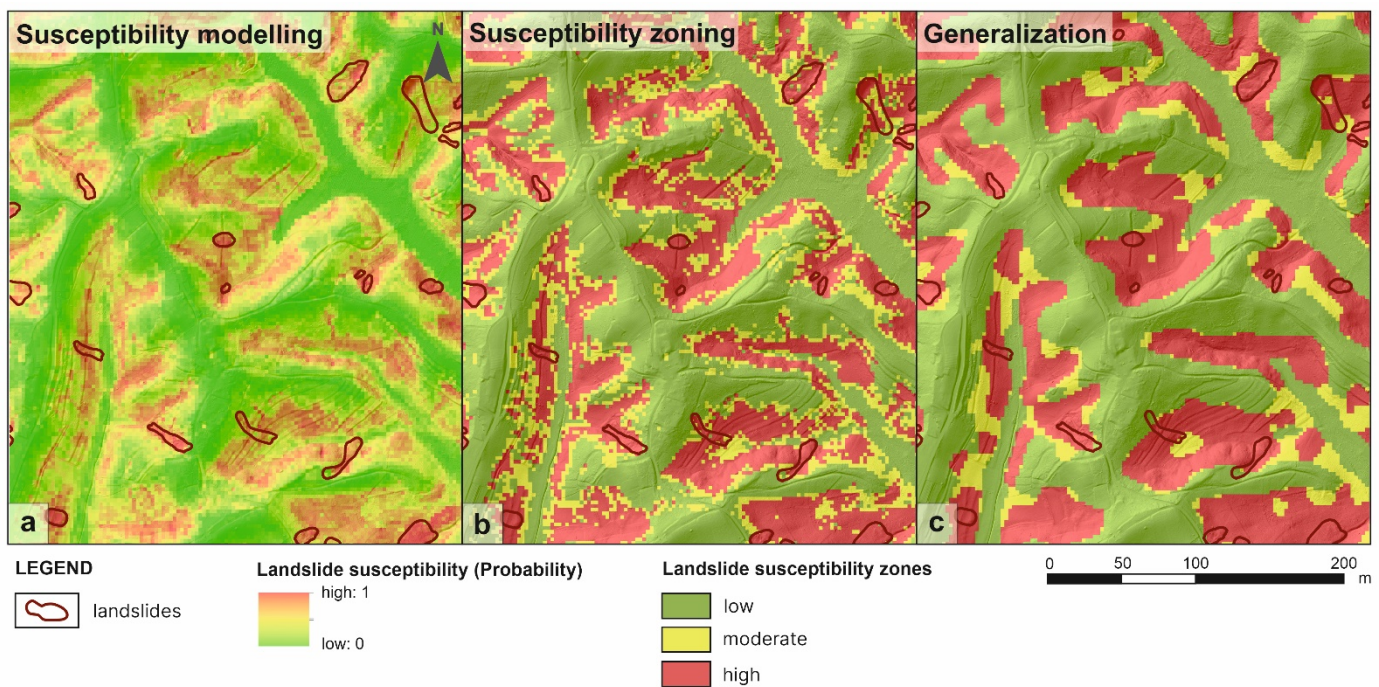 Susceptibility modelling
N
Susceptibility zoning
Generalization
a
b
c
LEGEND
landslides
Landslide susceptibility (Probability)
high: 1
low: 0
Landslide susceptibility zones
low
moderate
high
0 50 100 200
m